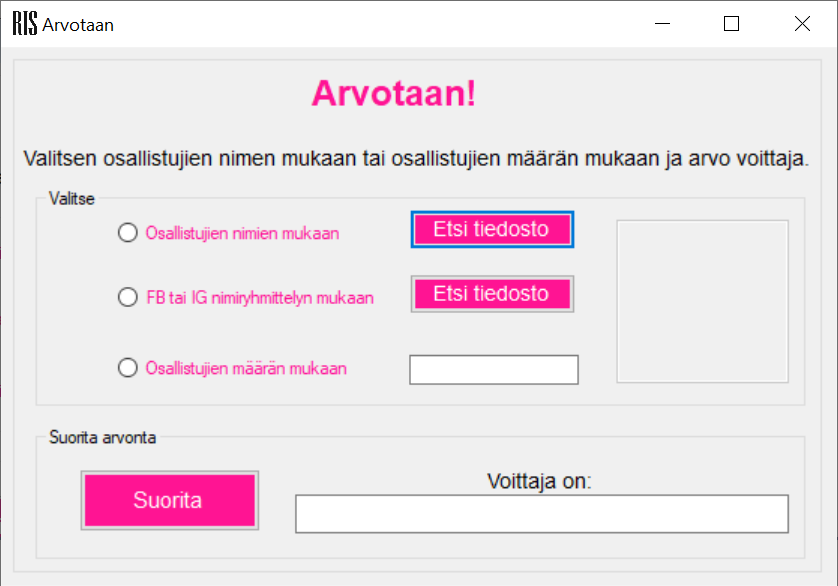 RIS Arvotaan
Arvotaan!
Valitsen osallistujien nimen mukaan tai osallistujien määrän mukaan ja arvo voittaja.
Valitse
Osallistujien nimien mukaan
Etsi tiedosto
FB tai IG nimiryhmittelyn mukaan
Etsi tiedosto
Osallistujien määrän mukaan
Suorita arvonta
Suorita
Voittaja on: